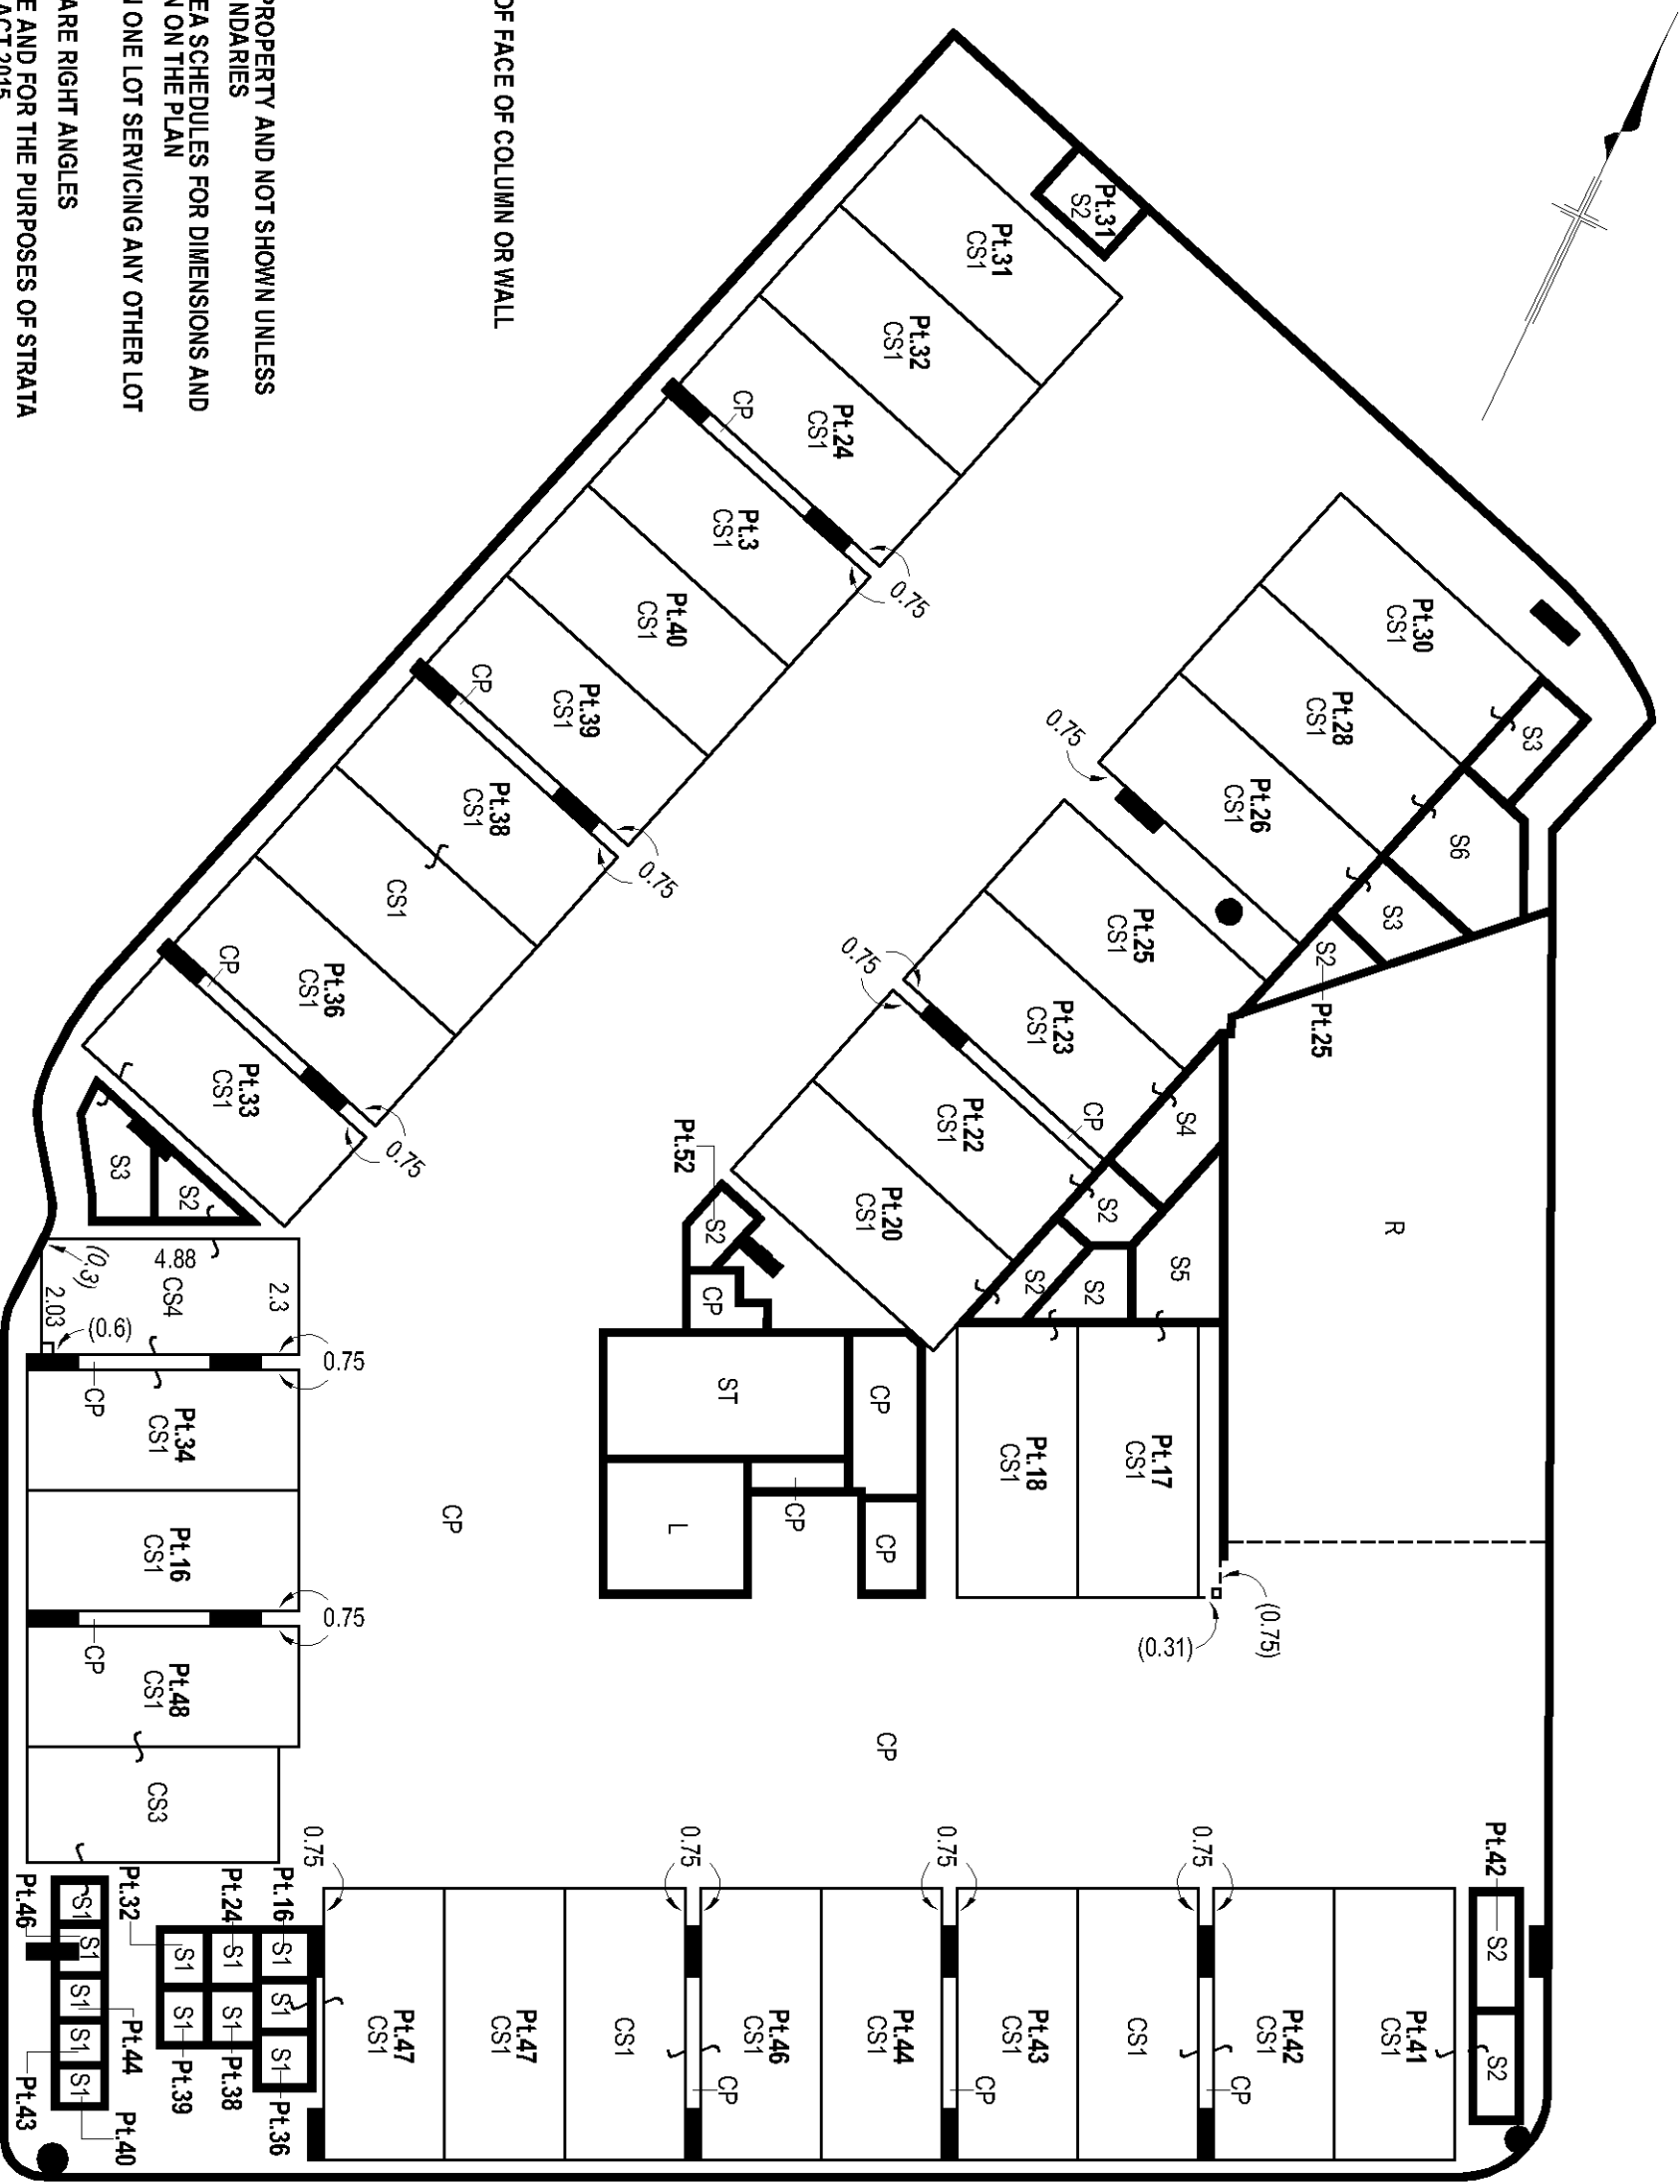 OF FACE OF COLUMN OR WALL
PROPERTY AND NOT SHOWN UNLESS
NDARIES
EA SCHEDULES FOR DIMENSIONS AND
N ON THE PLAN
N ONE LOT SERVICING ANY OTHER LOT
ARE RIGHT ANGLES
E AND FOR THE PURPOSES OF STRATA
ACT 2015
Pt.31
S2
Pt.31
CS1
Pt.32
CS1
Pt.24
CS1
CP
0.75
Pt.3
CS1
Pt.40
CS1
Pt.39
CS1
CP
0.75
Pt.38
CS1
CS1
Pt.36
CS1
CP
0.75
Pt.33
CS1
S3
S2
Pt.30
CS1
Pt.28
CS1
Pt.26
CS1
0.75
S3
S6
S3
S2
Pt.25
Pt.25
CS1
Pt.23
CS1
0.75
CP
Pt.22
CS1
Pt.20
CS1
S4
S2
S5
S2
S2
R
Pt.52
S2
CP
ST
CP
L
CP
CP
Pt.18
CS1
Pt.17
CS1
(0.75)
(0.31)
(0.3)
4.88
CS4
2.3
2.03
(0.6)
0.75
CP
Pt.34
CS1
Pt.16
CS1
0.75
CP
Pt.48
CS1
CS3
CP
CP
Pt.46
S1
S1
S1
S1
S1
Pt.44
Pt.43
Pt.40
Pt.32
Pt.24
Pt.16
S1
S1
S1
S1
S1
S1
S1
Pt.39
Pt.38
Pt.36
0.75
Pt.47
CS1
Pt.47
CS1
CS1
0.75
CP
Pt.46
CS1
Pt.44
CS1
0.75
CP
Pt.43
CS1
CS1
0.75
CP
Pt.42
CS1
Pt.41
CS1
Pt.42
S2
S2